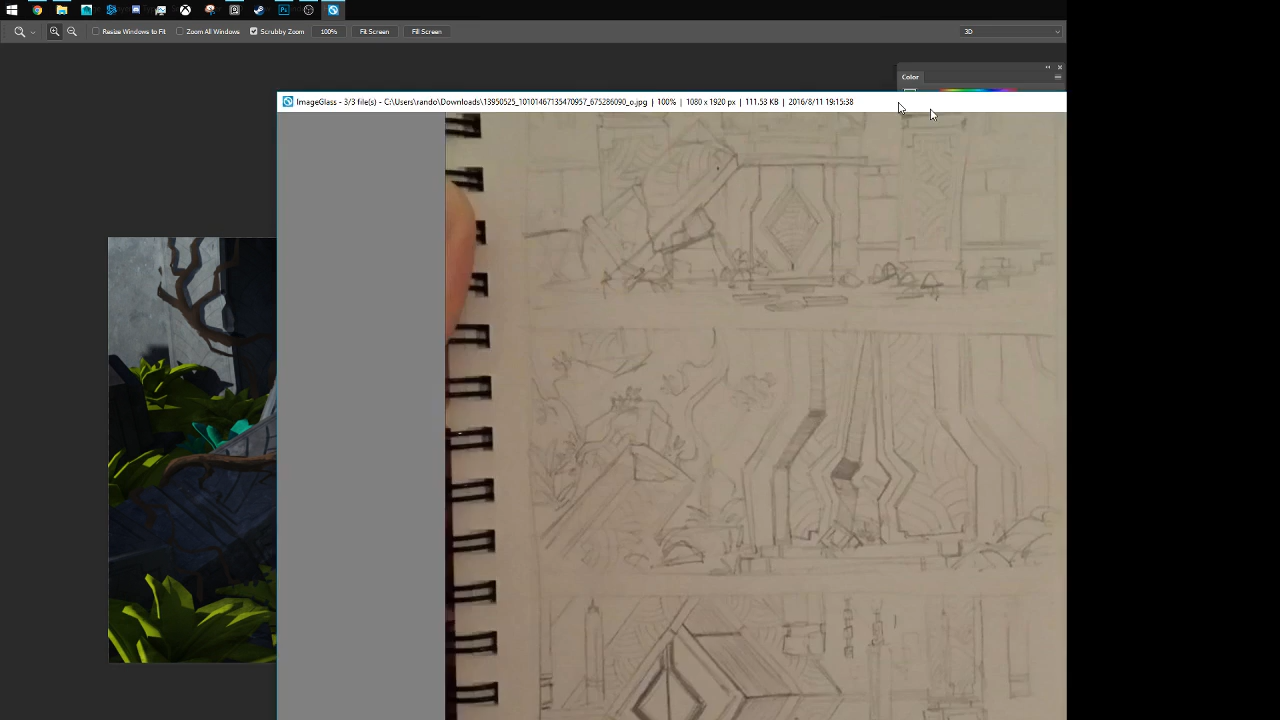 Resize Windows to Fit
Zoom All Windows
Scrubby Zoom
100%
Fit Screen
Fill Screen
3D
Color
ImageGlass - 3/3 file(s) - C:\Users\rando\Downloads\13950525_10101467135470957_675286090_o.jpg | 100% | 1080 x 1920 px | 111.53 KB | 2016/8/11 19:15:38